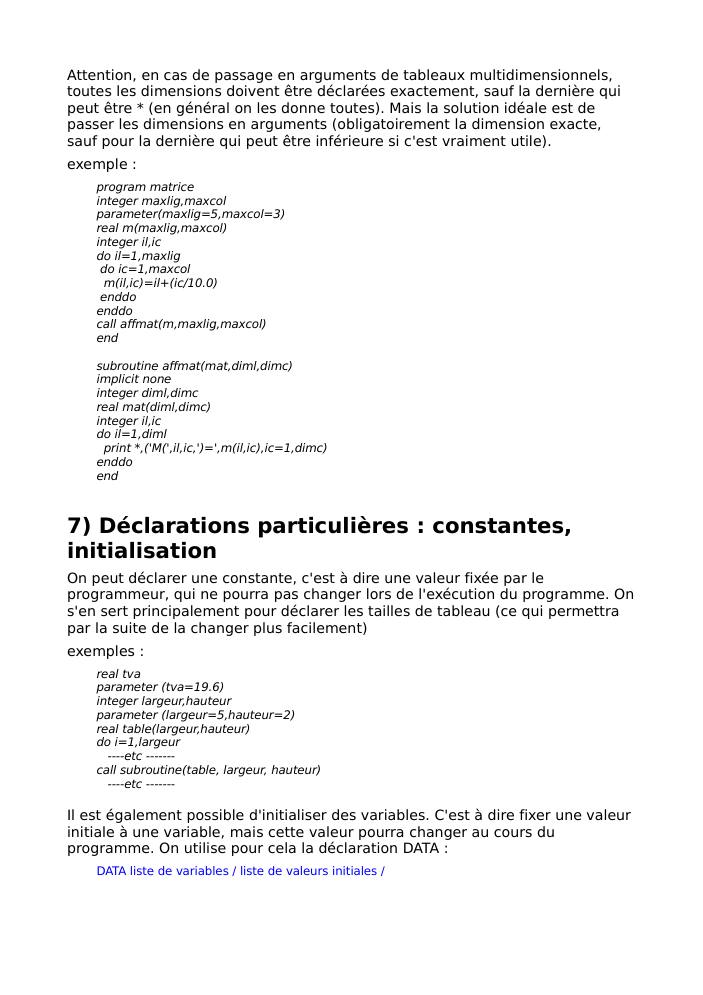 Attention, en cas de passage en arguments de tableaux multidimensionnels,
toutes les dimensions doivent être déclarées exactement, sauf la dernière qui
peut être * (en général on les donne toutes). Mais la solution idéale est de
passer les dimensions en arguments (obligatoirement la dimension exacte,
sauf pour la dernière qui peut être inférieure si c'est vraiment utile).
exemple :
program matrice
integer maxlig,maxcol
parameter(maxlig=5,maxcol=3)
real m(maxlig,maxcol)
integer il,ic
do il=1,maxlig
do ic=1,maxcol
m(il,ic)=il+(ic/10.0)
enddo
enddo
call affmat(m,maxlig,maxcol)
end
subroutine affmat(mat,diml,dimc)
implicit none
integer diml,dimc
real mat(diml,dimc)
integer il,ic
do il=1,diml
print *,('M(',il,ic,')=',m(il,ic),ic=1,dimc)
enddo
end
7) Déclarations particulières : constantes,
initialisation
On peut déclarer une constante, c'est à dire une valeur fixée par le
programmeur, qui ne pourra pas changer lors de l'exécution du programme. On
s'en sert principalement pour déclarer les tailles de tableau (ce qui permettra
par la suite de la changer plus facilement)
exemples :
real tva
parameter (tva=19.6)
integer largeur,hauteur
parameter (largeur=5,hauteur=2)
real table(largeur,hauteur)
do i=1,largeur
----etc -------
call subroutine(table, largeur, hauteur)
----etc -------
Il est également possible d'initialiser des variables. C'est à dire fixer une valeur
initiale à une variable, mais cette valeur pourra changer au cours du
programme. On utilise pour cela la déclaration DATA :
DATA liste de variables / liste de valeurs initiales /